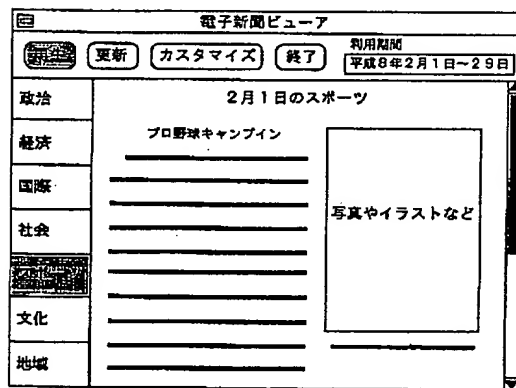 電子新聞ビューア
更新
カスタマイズ
終了
利用期間
平成8年2月1日~29日
政治
経済
国際
社会
文化
地域
2月1日のスポーツ
プロ野球キャンプイン
写真やイラストなど